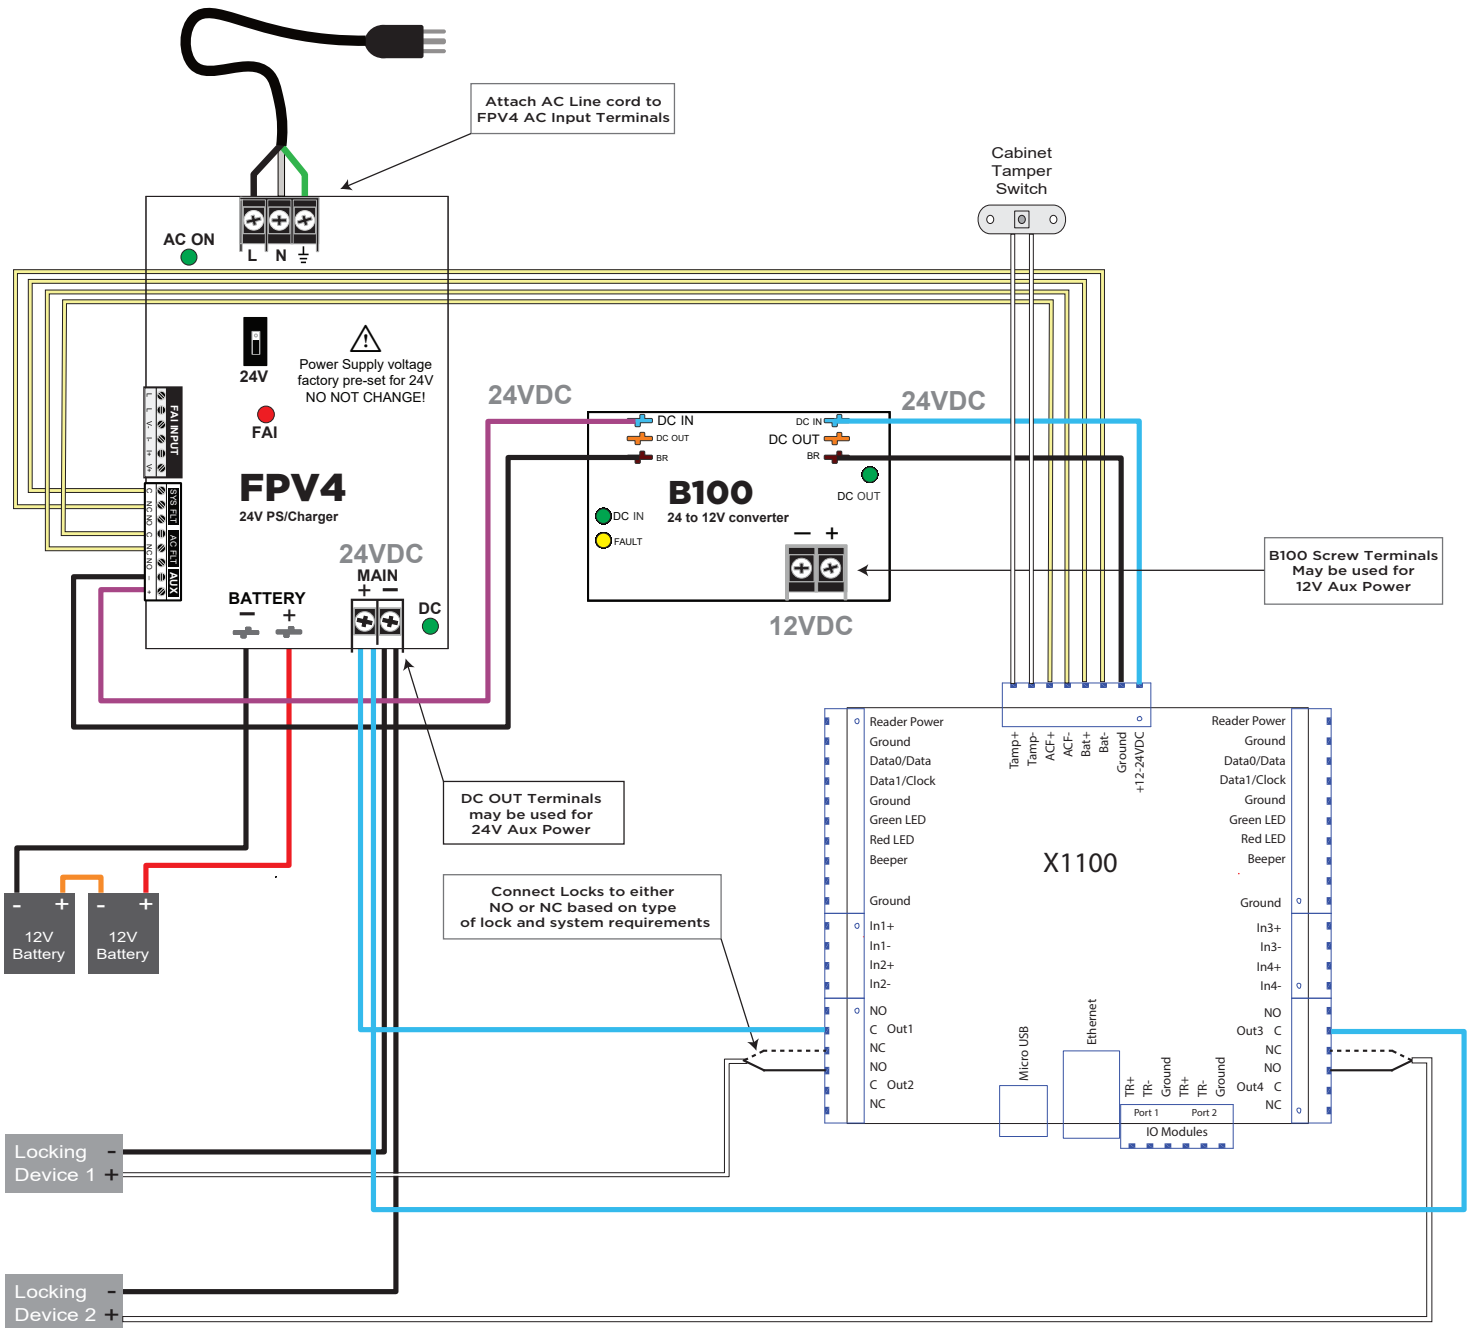 Attach AC Line cord to
FPV4 AC Input Terminals
Cabinet
Tamper
Switch
AC ON
L N
24V
Power Supply voltage
factory pre-set for 24V
NO NOT CHANGE!
FAI
FAI INPUT
L
L
V-
I-
I+
V+
FPV4
24V PS/Charger
SYS FLT
C
NC
NO
AC FLT
C
NC
NO
AUX
-
+
24VDC
MAIN
+ −
BATTERY
− +
DC
24VDC
24VDC
DC IN
DC OUT
BR
DC IN
DC OUT
BR
B100
24 to 12V converter
DC OUT
DC IN
FAULT
− +
12VDC
B100 Screw Terminals
May be used for
12V Aux Power
DC OUT Terminals
may be used for
24V Aux Power
Connect Locks to either
NO or NC based on type
of lock and system requirements
- +
12V
Battery
- +
12V
Battery
Tamp+
Tamp-
ACF+
ACF-
Bat+
Bat-
Ground
+12-24VDC
Reader Power
Ground
Data0/Data
Data1/Clock
Ground
Green LED
Red LED
Beeper
Ground
In1+
In1-
In2+
In2-
NO
C Out1
NC
NO
C Out2
NC
X1100
Reader Power
Ground
Data0/Data
Data1/Clock
Ground
Green LED
Red LED
Beeper
Ground
In3+
In3-
In4+
In4-
NO
Out3 C
NC
NO
Out4 C
NC
Micro USB
Ethernet
TR+
TR-
Ground
TR+
TR-
Ground
Port 1 Port 2
IO Modules
Locking -
Device 1 +
Locking -
Device 2 +